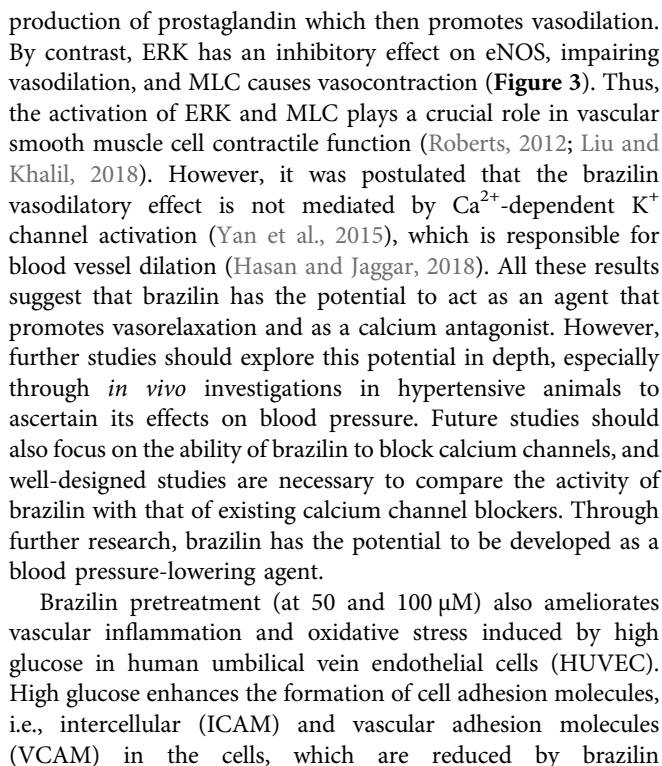 production of prostaglandin which then promotes vasodilation.
By contrast, ERK has an inhibitory effect on eNOS, impairing
vasodilation, and MLC causes vasocontraction (Figure 3). Thus,
the activation of ERK and MLC plays a crucial role in vascular
smooth muscle cell contractile function (Roberts, 2012; Liu and
Khalil, 2018). However, it was postulated that the brazilin
vasodilatory effect is not mediated by Ca²⁺-dependent K⁺
channel activation (Yan et al., 2015), which is responsible for
blood vessel dilation (Hasan and Jaggar, 2018). All these results
suggest that brazilin has the potential to act as an agent that
promotes vasorelaxation and as a calcium antagonist. However,
further studies should explore this potential in depth, especially
through in vivo investigations in hypertensive animals to
ascertain its effects on blood pressure. Future studies should
also focus on the ability of brazilin to block calcium channels, and
well-designed studies are necessary to compare the activity of
brazilin with that of existing calcium channel blockers. Through
further research, brazilin has the potential to be developed as a
blood pressure-lowering agent.
Brazilin pretreatment (at 50 and 100 μM) also ameliorates
vascular inflammation and oxidative stress induced by high
glucose in human umbilical vein endothelial cells (HUVEC).
High glucose enhances the formation of cell adhesion molecules,
i.e., intercellular (ICAM) and vascular adhesion molecules
(VCAM) in the cells, which are reduced by brazilin